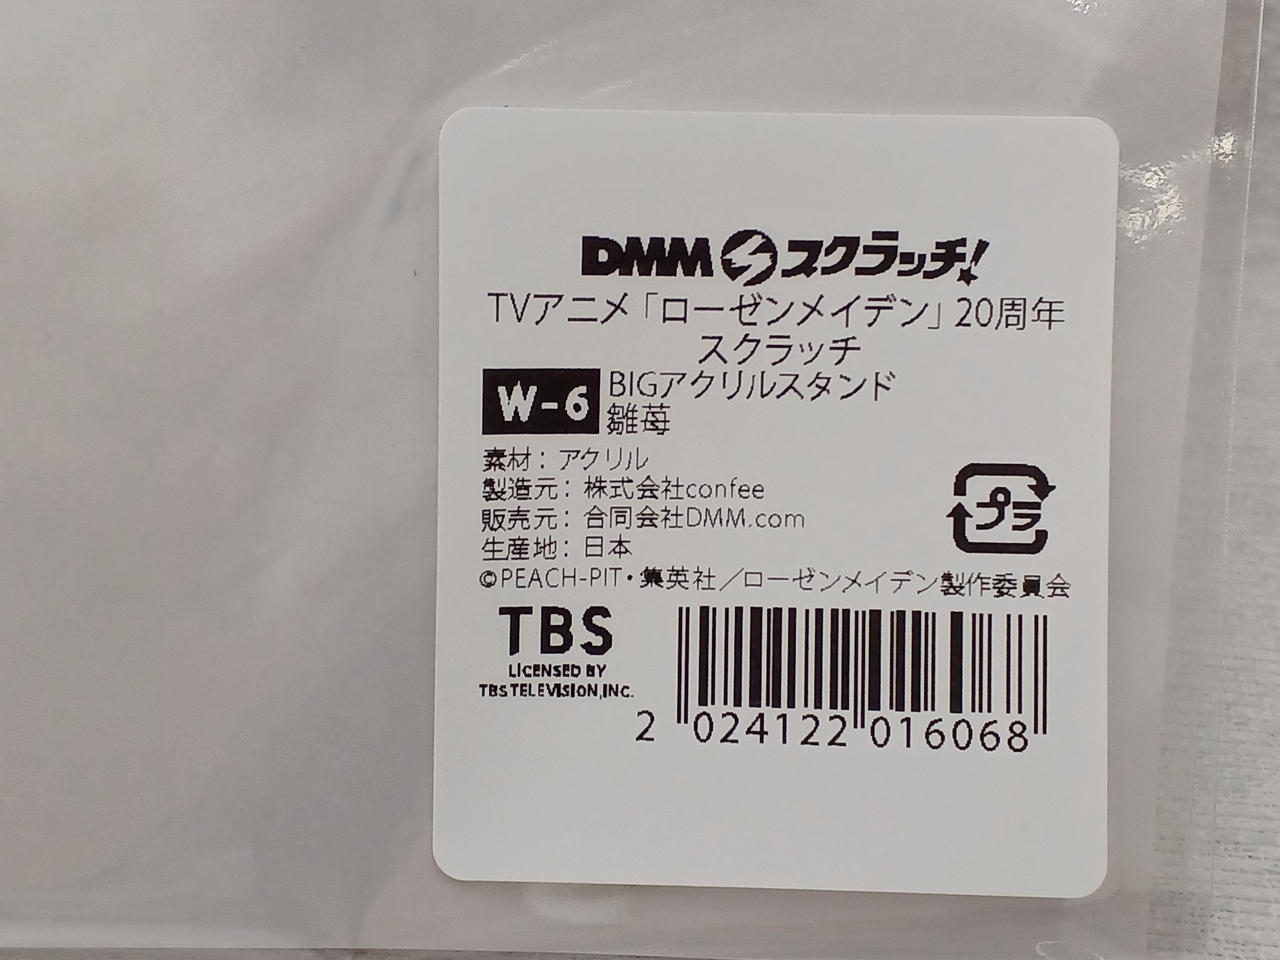 DMMスクラッチ!
TVアニメ「ローゼンメイデン」20周年
スクラッチ
W-6 BIGアクリルスタンド
雛苺
素材：アクリル
製造元：株式会社confee
販売元：合同会社DMM.com
生産地：日本
プラ
©PEACH-PIT・集英社／ローゼンメイデン製作委員会
TBS
LICENSED BY
TBS TELEVISION,INC.
2 024122 016068